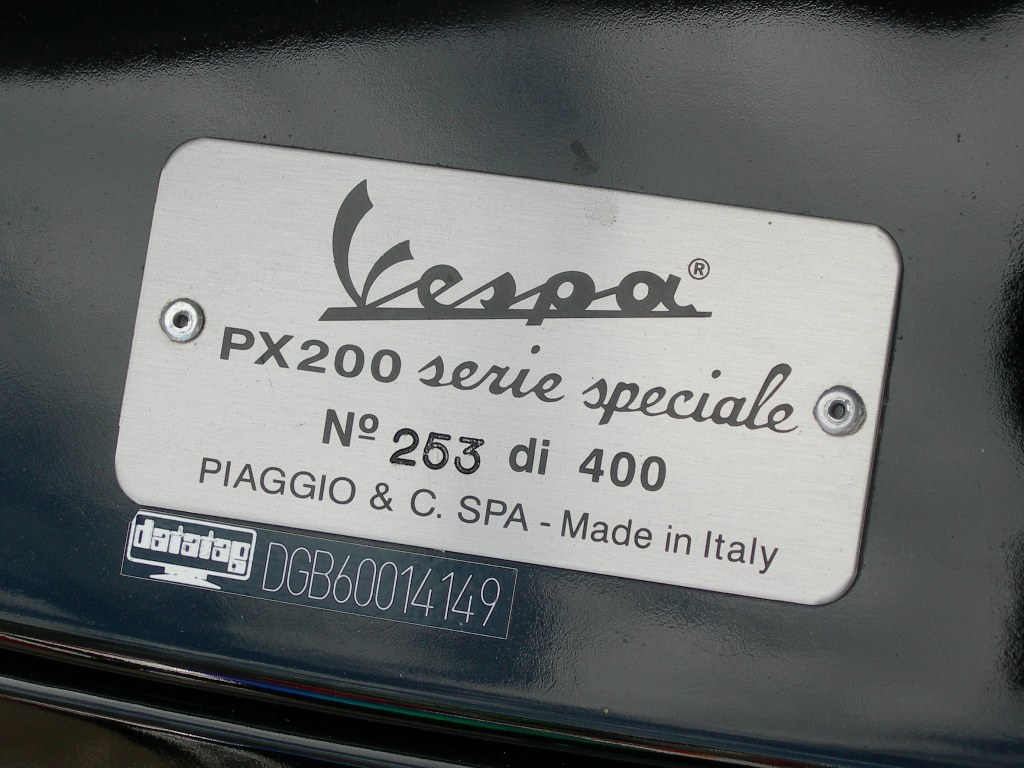 Vespa®
PX200 serie speciale
Nº 253 di 400
PIAGGIO & C. SPA - Made in Italy
datatag DGB60014149